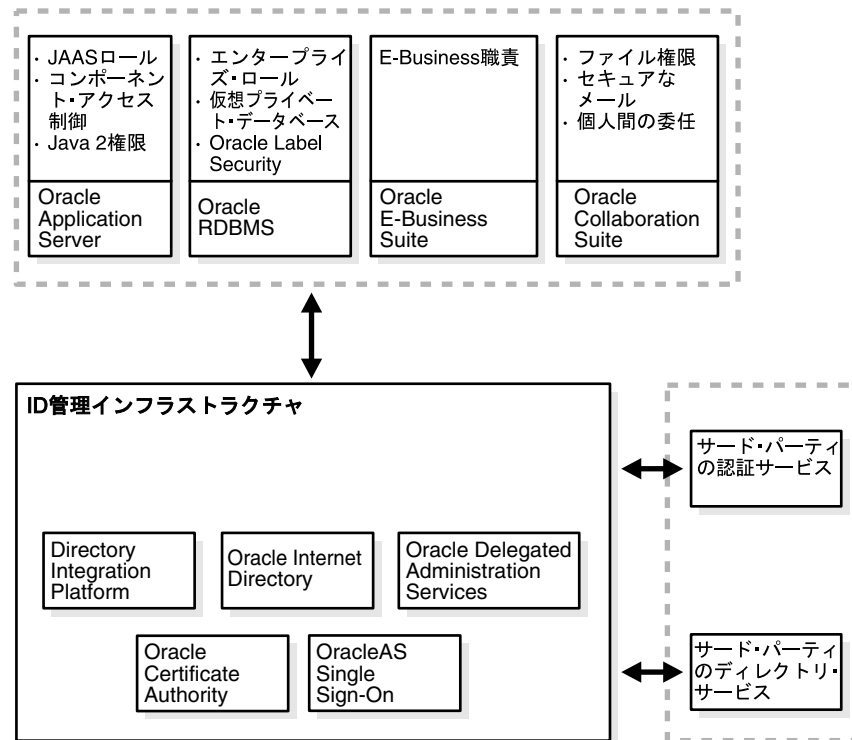 ・JAASロール
・コンポーネン
ト・アクセス
制御
・Java 2権限
Oracle
Application
Server
・エンタープライ
ズ・ロール
・仮想プライベー
ト・データベース
・Oracle Label
Security
Oracle
RDBMS
E-Business職責
Oracle
E-Business
Suite
・ファイル権限
・セキュアな
メール
・個人間の委任
Oracle
Collaboration
Suite
ID管理インフラストラクチャ
Directory
Integration
Platform
Oracle Internet
Directory
Oracle Delegated
Administration
Services
Oracle
Certificate
Authority
OracleAS
Single
Sign-On
サード・パーティ
の認証サービス
サード・パーティ
のディレクトリ・
サービス